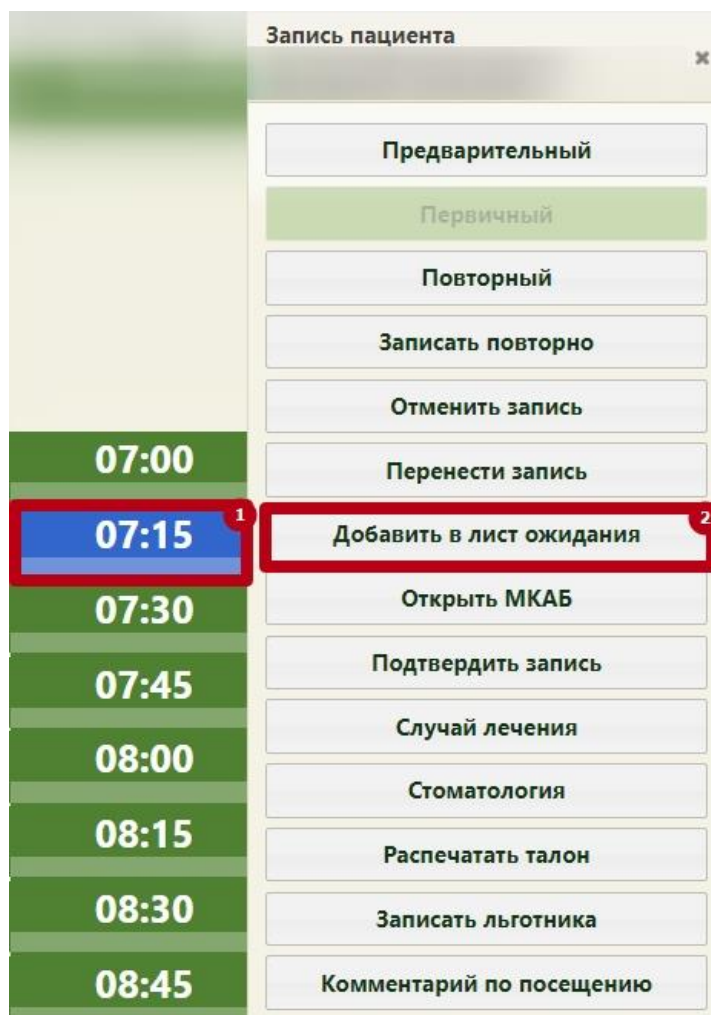 Запись пациента
Предварительный
Первичный
Повторный
Записать повторно
Отменить запись
07:00
Перенести запись
07:15
1
Добавить в лист ожидания
2
07:30
Открыть МКАБ
07:45
Подтвердить запись
Случай лечения
08:00
Стоматология
08:15
Распечатать талон
08:30
Записать льготника
08:45
Комментарий по посещению